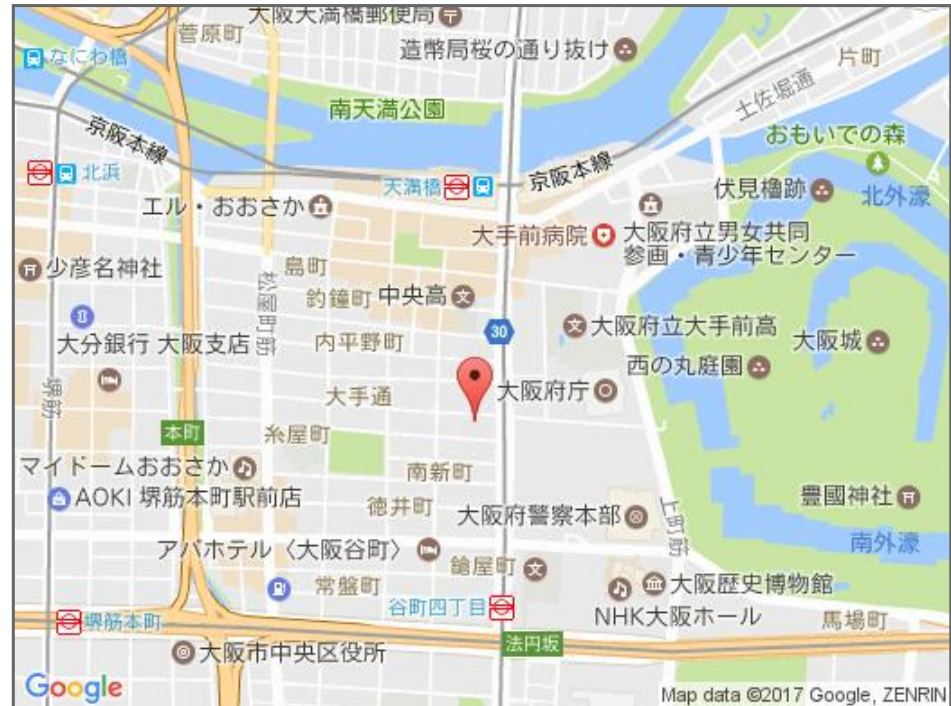 大阪天満橋郵便局
菅原町
造幣局桜の通り抜け
片町
なにわ橋
土佐堀通
南天満公園
おもいでの森
京阪本線
北浜
天満橋
京阪本線
伏見櫓跡
北外濠
エル・おおさか
大手前病院
大阪府立男女共同
参画・青少年センター
少彦名神社
島町
松屋町筋
釣鐘町
中央高
30
大分銀行 大阪支店
内平野町
大阪府立大手前高
大阪城
西の丸庭園
堺筋
大手通
大阪府庁
本町
糸屋町
マイドームおおさか
南新町
AOKI 堺筋本町駅前店
徳井町
大阪府警察本部
上町筋
豊國神社
南外濠
アパホテル〈大阪谷町〉
鎗屋町
常盤町
大阪歴史博物館
谷町四丁目
NHK大阪ホール
馬場町
堺筋本町
法円坂
大阪市中央区役所
Google
Map data ©2017 Google, ZENRIN